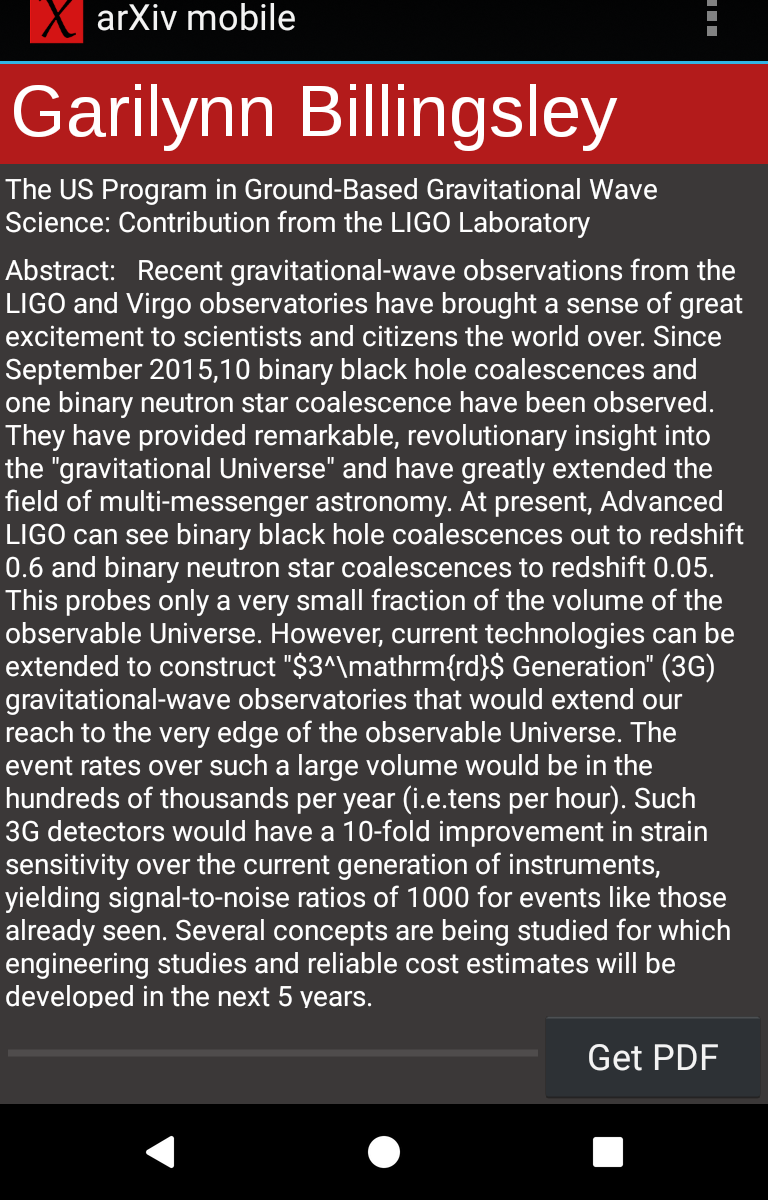 arXiv mobile
Garilynn Billingsley
The US Program in Ground-Based Gravitational Wave
Science: Contribution from the LIGO Laboratory
Abstract:   Recent gravitational-wave observations from the
LIGO and Virgo observatories have brought a sense of great
excitement to scientists and citizens the world over. Since
September 2015,10 binary black hole coalescences and
one binary neutron star coalescence have been observed.
They have provided remarkable, revolutionary insight into
the "gravitational Universe" and have greatly extended the
field of multi-messenger astronomy. At present, Advanced
LIGO can see binary black hole coalescences out to redshift
0.6 and binary neutron star coalescences to redshift 0.05.
This probes only a very small fraction of the volume of the
observable Universe. However, current technologies can be
extended to construct "$3^\mathrm{rd}$ Generation" (3G)
gravitational-wave observatories that would extend our
reach to the very edge of the observable Universe. The
event rates over such a large volume would be in the
hundreds of thousands per year (i.e.tens per hour). Such
3G detectors would have a 10-fold improvement in strain
sensitivity over the current generation of instruments,
yielding signal-to-noise ratios of 1000 for events like those
already seen. Several concepts are being studied for which
engineering studies and reliable cost estimates will be
developed in the next 5 years.
Get PDF